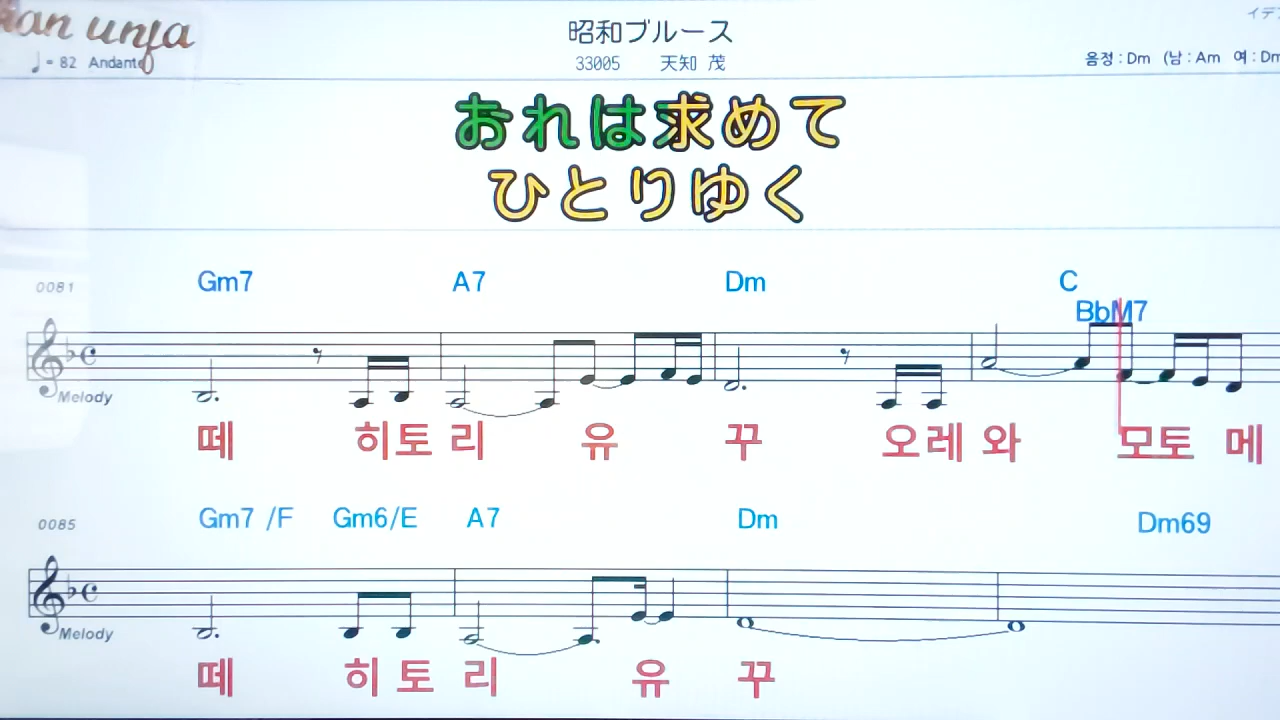 unja
昭和ブルース
♩= 82 Andante
33005 天知 茂
음정 : Dm (남 : Am 여 : Dm
おれは求めて
ひとりゆく
0081
Gm7 A7 Dm C
BbM7
Melody
떼 히토 리 유 꾸 오레 와 모토 메
0085
Gm7 /F Gm6/E A7 Dm Dm69
Melody
떼 히 토 리 유 꾸